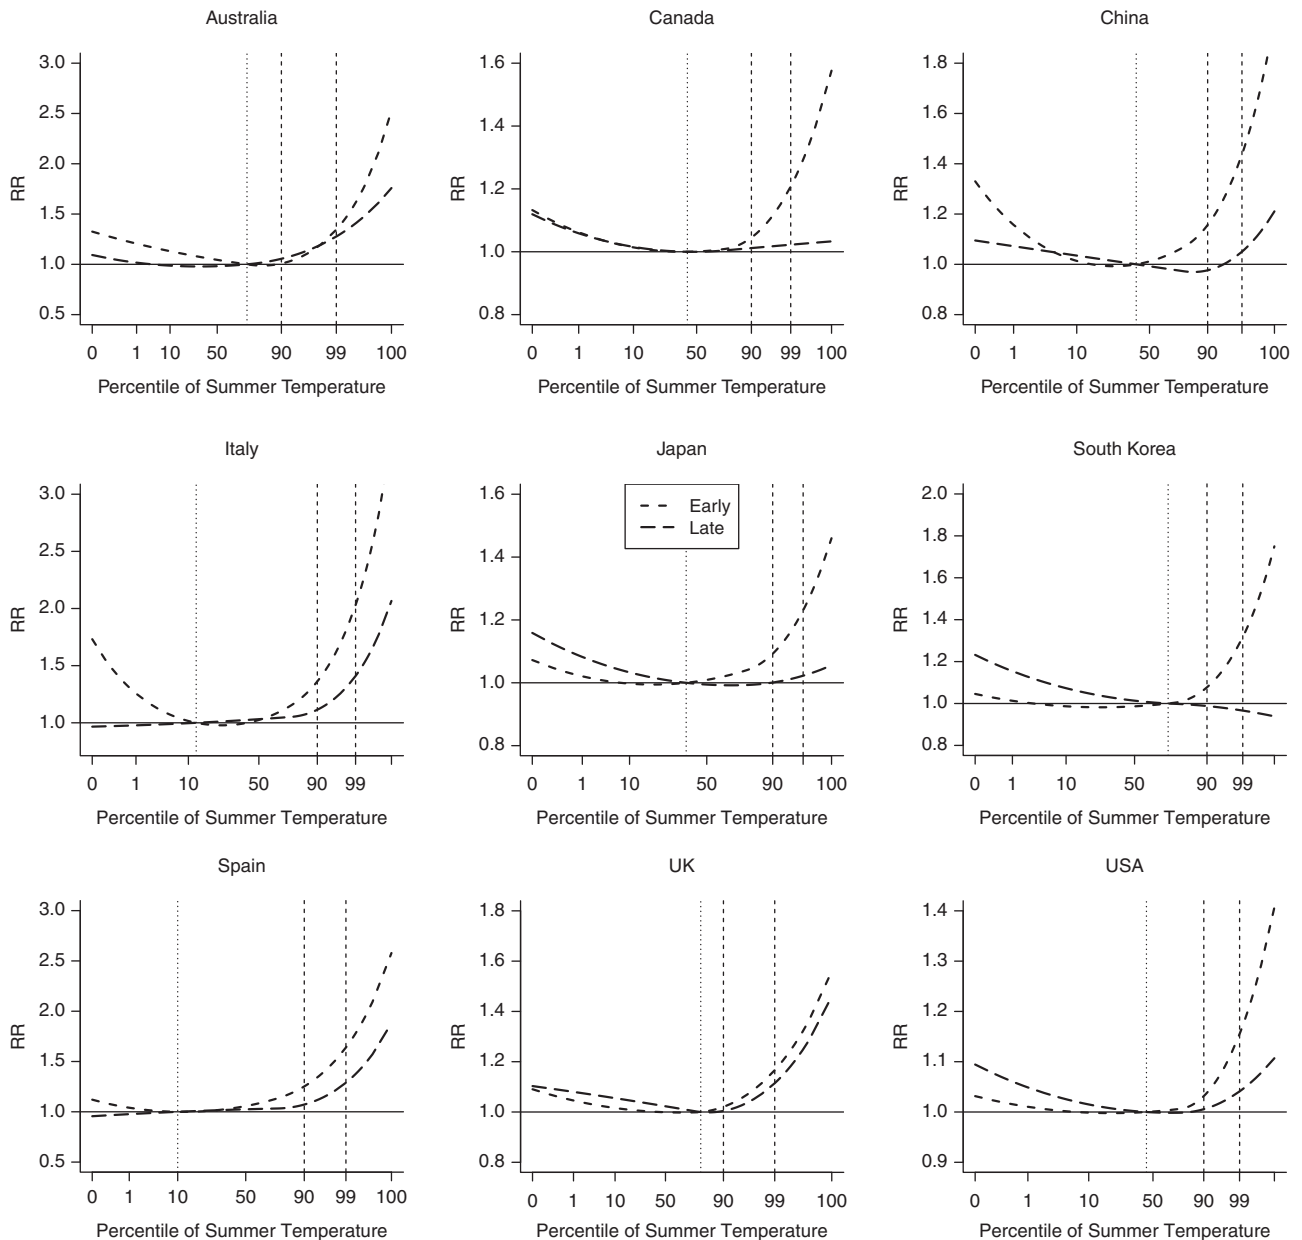 Australia
RR
3.0
2.5
2.0
1.5
1.0
0.5
0 1 10 50 90 99 100
Percentile of Summer Temperature
Canada
RR
1.6
1.4
1.2
1.0
0.8
0 1 10 50 90 99 100
Percentile of Summer Temperature
China
RR
1.8
1.6
1.4
1.2
1.0
0.8
0 1 10 50 90 100
Percentile of Summer Temperature
Italy
RR
3.0
2.5
2.0
1.5
1.0
0 1 10 50 90 99
Percentile of Summer Temperature
Japan
Early
Late
RR
1.6
1.4
1.2
1.0
0.8
0 1 10 50 90 100
Percentile of Summer Temperature
South Korea
RR
2.0
1.8
1.6
1.4
1.2
1.0
0.8
0 1 10 50 90 99
Percentile of Summer Temperature
Spain
RR
3.0
2.5
2.0
1.5
1.0
0.5
0 1 10 50 90 99 100
Percentile of Summer Temperature
UK
RR
1.8
1.6
1.4
1.2
1.0
0.8
0 1 10 50 90 99 100
Percentile of Summer Temperature
USA
RR
1.4
1.3
1.2
1.1
1.0
0.9
0 1 10 50 90 99
Percentile of Summer Temperature